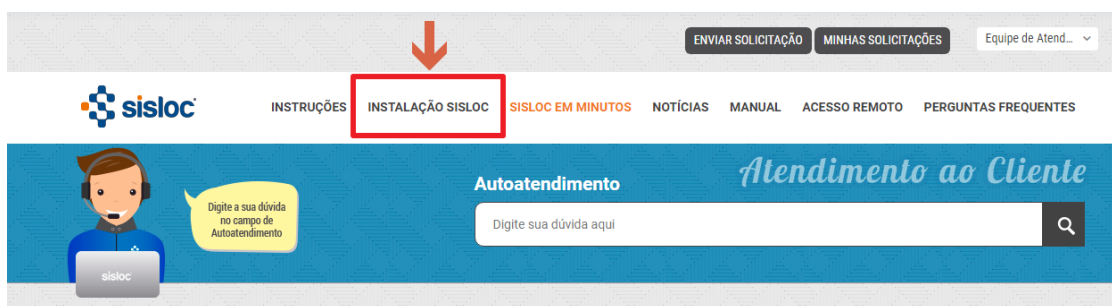 ENVIAR SOLICITAÇÃO MINHAS SOLICITAÇÕES Equipe de Atend...
sisloc INSTRUÇÕES INSTALAÇÃO SISLOC SISLOC EM MINUTOS NOTÍCIAS MANUAL ACESSO REMOTO PERGUNTAS FREQUENTES
Atendimento ao Cliente
Autoatendimento
Digite a sua dúvida
no campo de
Autoatendimento
Digite sua dúvida aqui
sisloc